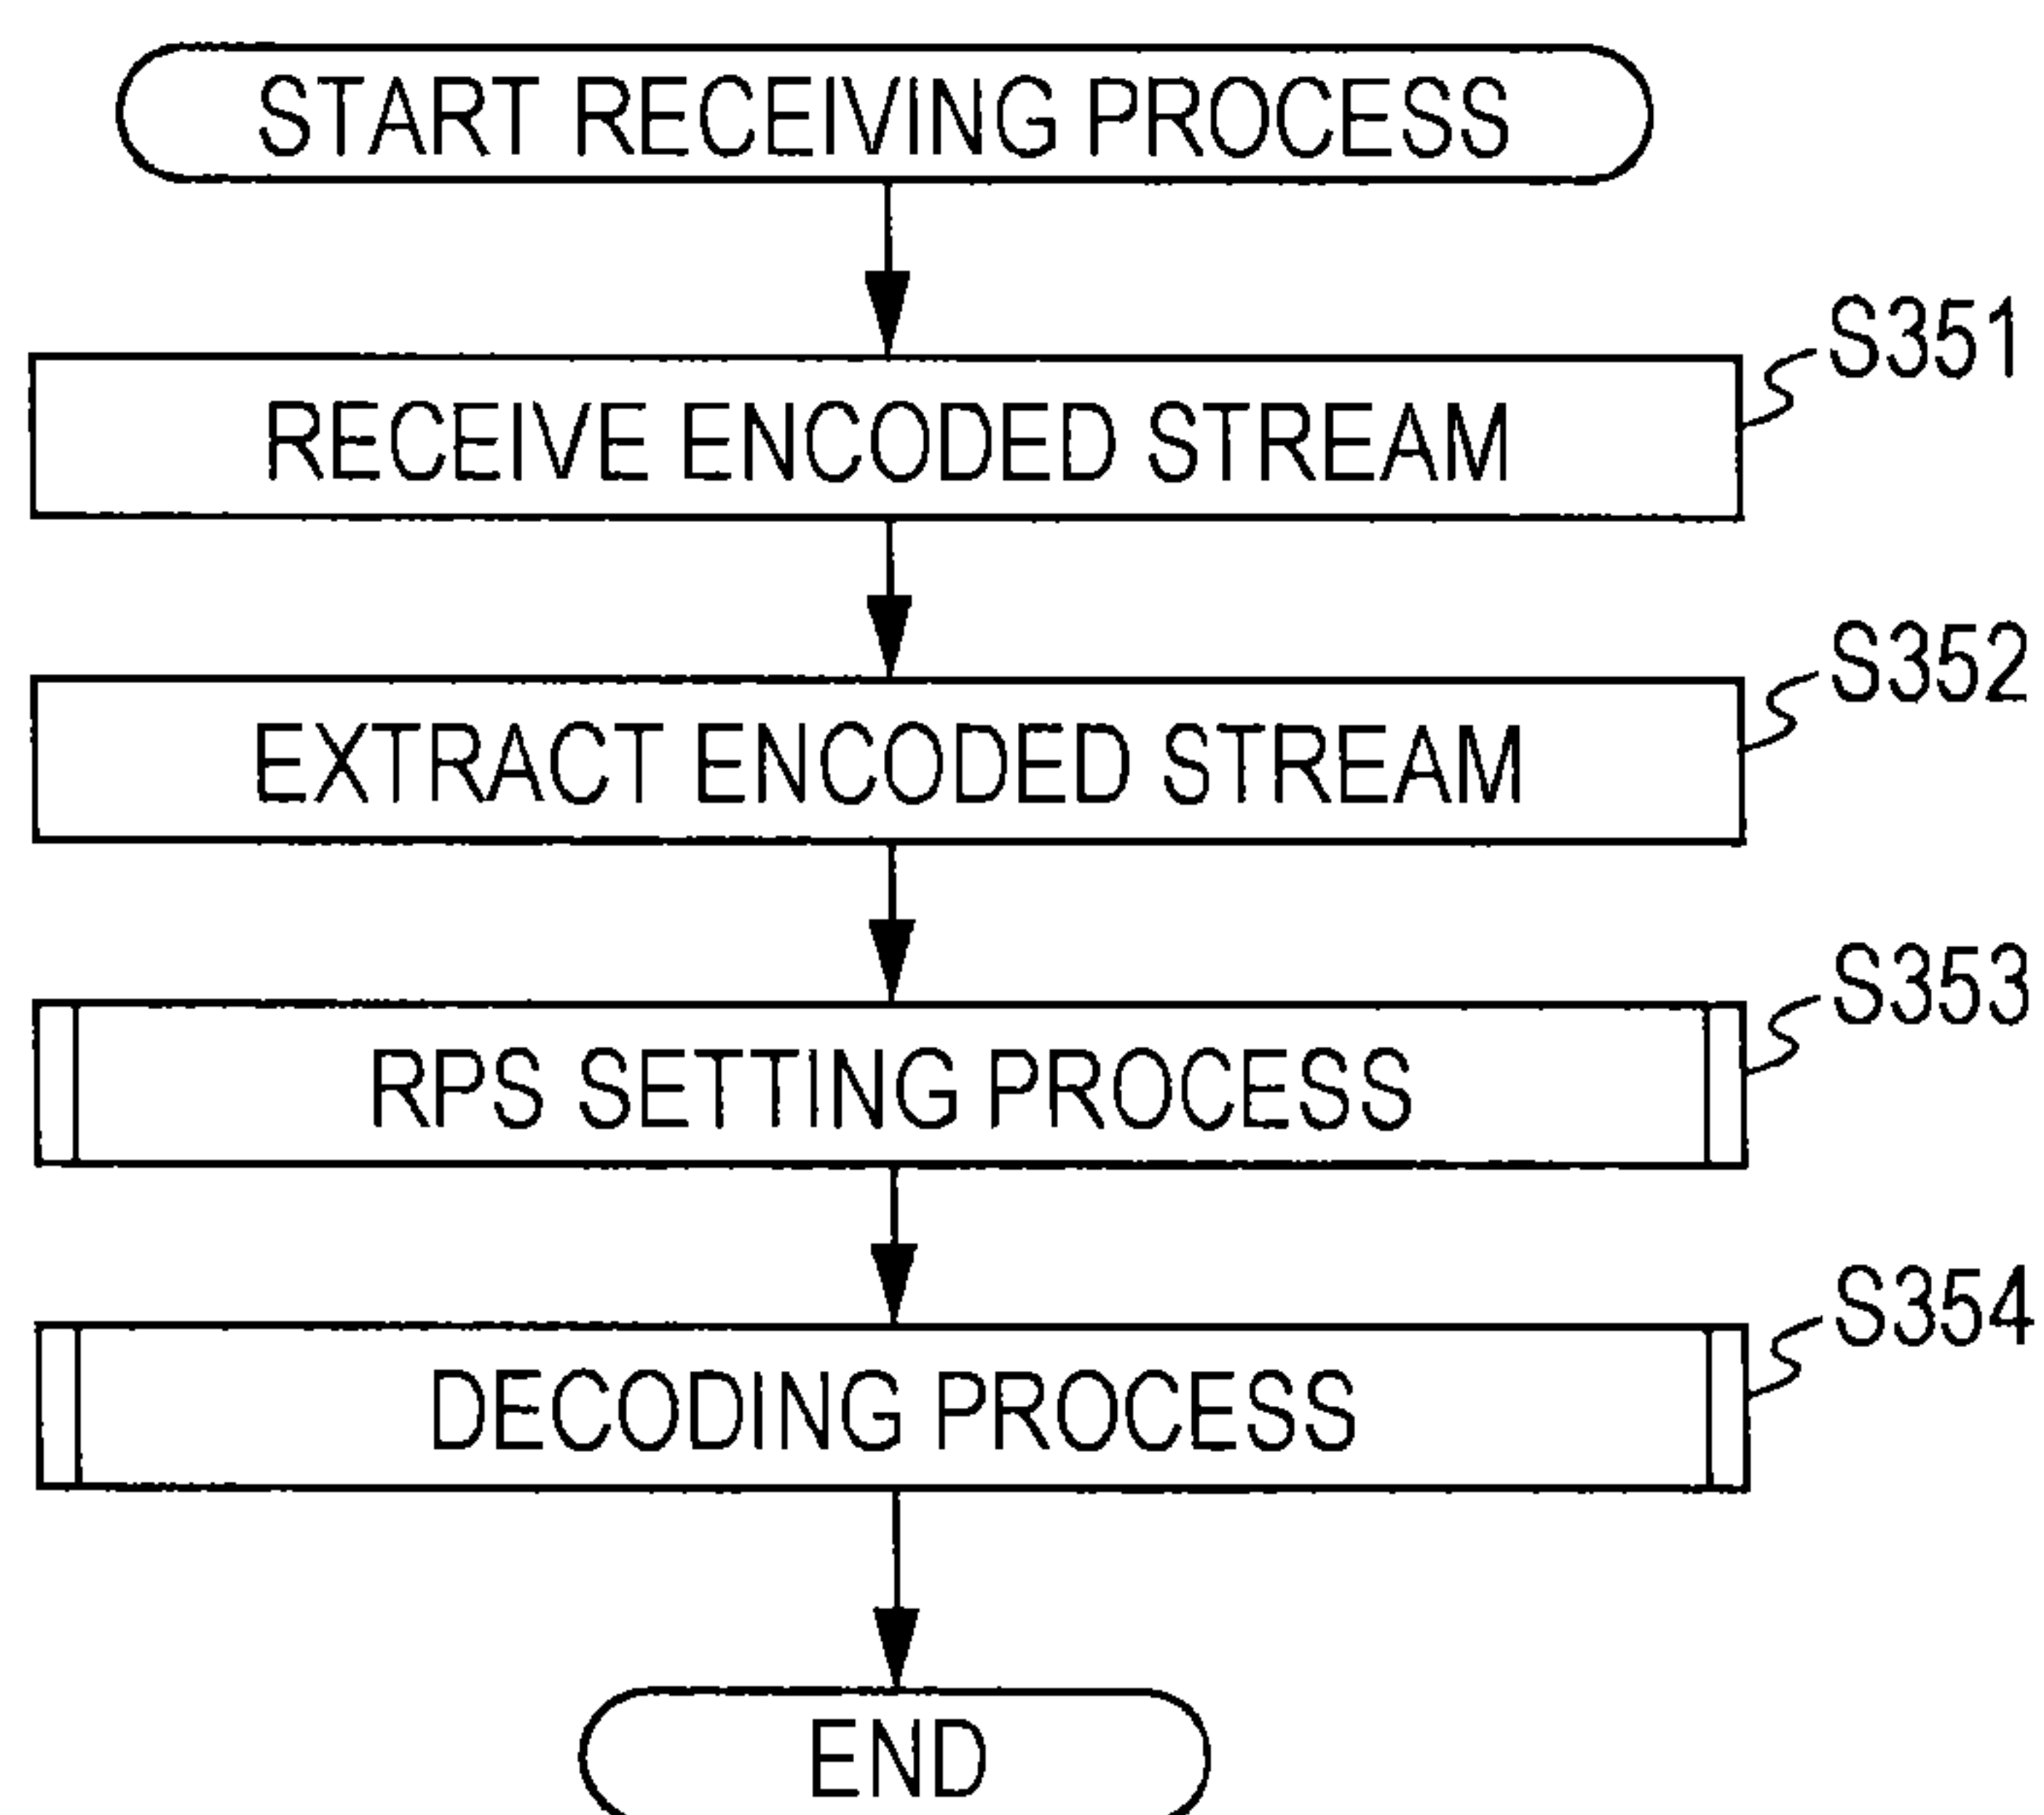 START RECEIVING PROCESS
S351
RECEIVE ENCODED STREAM
S352
EXTRACT ENCODED STREAM
S353
RPS SETTING PROCESS
S354
DECODING PROCESS
END